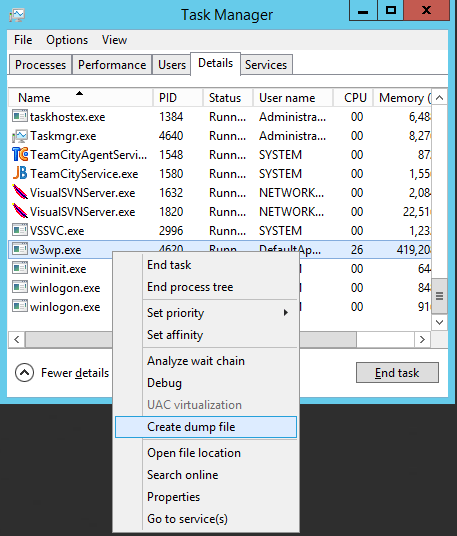 Task Manager
File Options View
Processes Performance Users Details Services
Name PID Status User name CPU Memory (
taskhostex.exe 1384 Runn... Administra... 00 6,48
Taskmgr.exe 4640 Runn... Administra... 00 8,27
TeamCityAgentServi... 1548 Runn... SYSTEM 00 87
TeamCityService.exe 1580 Runn... SYSTEM 00 1,55
VisualSVNServer.exe 1632 Runn... NETWORK... 00 2,08
VisualSVNServer.exe 1820 Runn... NETWORK... 00 22,51
VSSVC.exe 2996 Runn... SYSTEM 00 1,23
w3wp.exe 4620 Runn... DefaultAp... 26 419,20
wininit.exe 00 64
winlogon.exe 00 84
winlogon.exe 00 91
End task
End process tree
Set priority
Set affinity
Analyze wait chain
Debug
UAC virtualization
Create dump file
Open file location
Search online
Properties
Go to service(s)
Fewer details End task